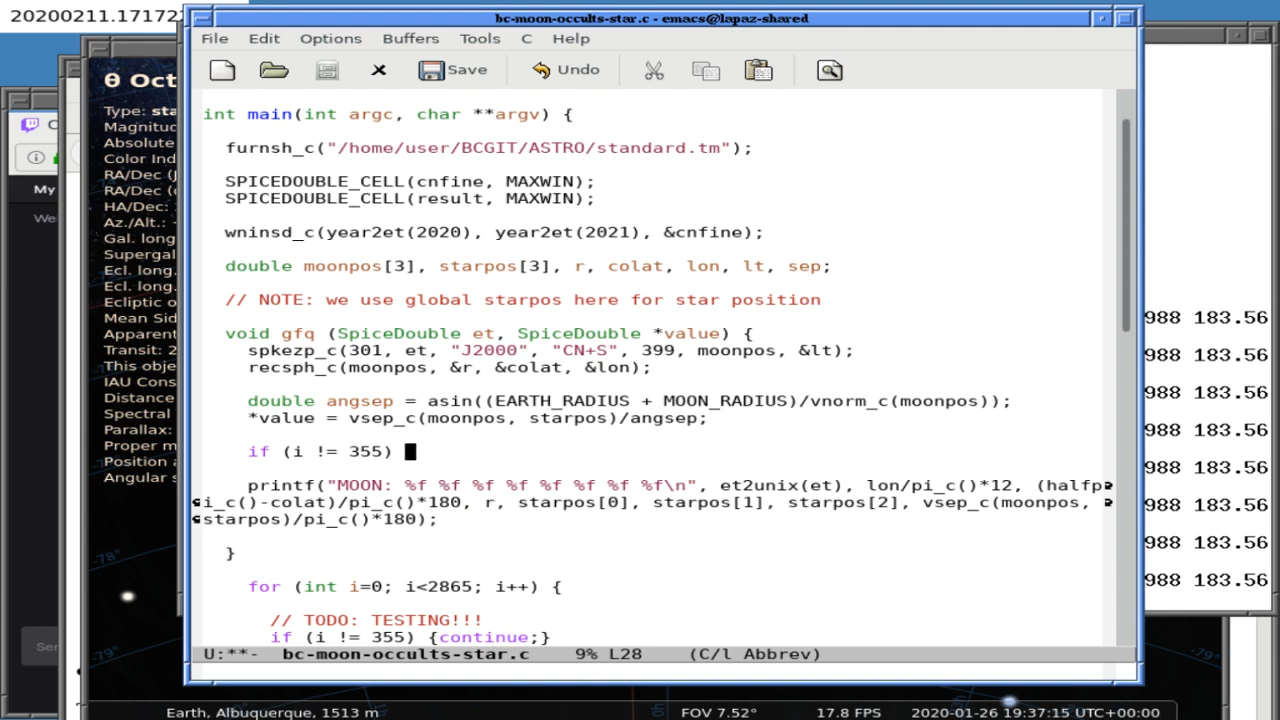 20200211.17172
bc-moon-occults-star.c - emacs@lapaz-shared
File Edit Options Buffers Tools C Help
Save Undo
int main(int argc, char **argv) {
furnsh_c("/home/user/BCGIT/ASTRO/standard.tm");
SPICEDOUBLE_CELL(cnfine, MAXWIN);
SPICEDOUBLE_CELL(result, MAXWIN);
wninsd_c(year2et(2020), year2et(2021), &cnfine);
double moonpos[3], starpos[3], r, colat, lon, lt, sep;
// NOTE: we use global starpos here for star position
void gfq (SpiceDouble et, SpiceDouble *value) {
spkezp_c(301, et, "J2000", "CN+S", 399, moonpos, &lt);
recsph_c(moonpos, &r, &colat, &lon);
double angsep = asin((EARTH_RADIUS + MOON_RADIUS)/vnorm_c(moonpos));
*value = vsep_c(moonpos, starpos)/angsep;
if (i != 355)
printf("MOON: %f %f %f %f %f %f %f %f\n", et2unix(et), lon/pi_c()*12, (halfp
i_c()-colat)/pi_c()*180, r, starpos[0], starpos[1], starpos[2], vsep_c(moonpos,
starpos)/pi_c()*180);
}
for (int i=0; i<2865; i++) {
// TODO: TESTING!!!
if (i != 355) {continue;}
U:**- bc-moon-occults-star.c 9% L28 (C/l Abbrev)
θ Oct
Type: sta
Magnitud
Absolute
Color Ind
RA/Dec (J
RA/Dec (
HA/Dec:
Az./Alt.: -
Gal. long
Supergal
Ecl. long.
Ecl. long.
Ecliptic o
Mean Sid
Apparent
Transit: 2
This obje
IAU Cons
Distance
Spectral
Parallax:
Proper m
Position a
Angular s
My
We
Ser
-78°
-79°
988 183.56
988 183.56
988 183.56
988 183.56
988 183.56
988 183.56
988 183.56
988 183.56
Earth, Albuquerque, 1513 m FOV 7.52° 17.8 FPS 2020-01-26 19:37:15 UTC+00:00